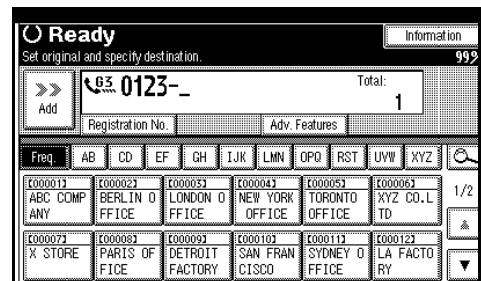 Ready
Information
Set original and specify destination.
99%
Add
G3 0123-_
Total:
1
Registration No.
Adv. Features
Freq. AB CD EF GH IJK LMN OPQ RST UVW XYZ
[00001] [00002] [00003] [00004] [00005] [00006]
ABC COMP BERLIN O LONDON O NEW YORK TORONTO XYZ CO.L
ANY FFICE FFICE OFFICE OFFICE TD
1/2
[00007] [00008] [00009] [00010] [00011] [00012]
X STORE PARIS OF DETROIT SAN FRAN SYDNEY O LA FACTO
FICE FACTORY CISCO FFICE RY